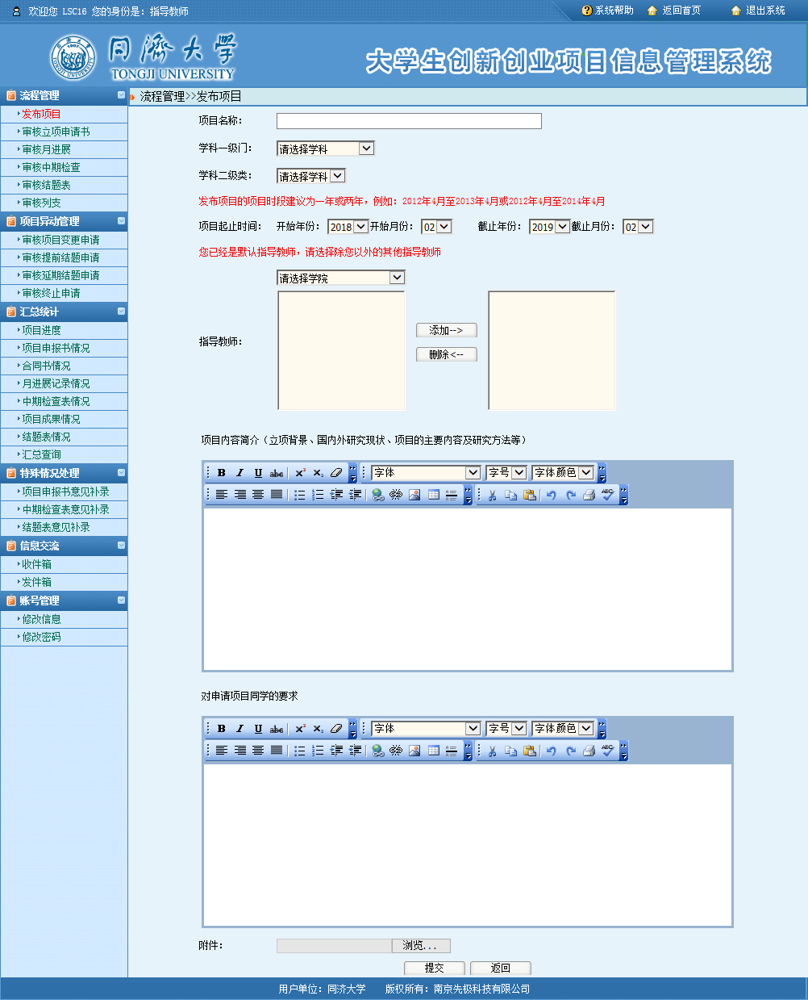 欢迎您 LSC16 您的身份是：指导教师
系统帮助 返回首页 退出系统
同济大学
TONGJI UNIVERSITY
大学生创新创业项目信息管理系统
流程管理
发布项目
审核立项申请书
审核月进展
审核中期检查
审核结题表
审核列支
项目异动管理
审核项目变更申请
审核提前结题申请
审核延期结题申请
审核终止申请
汇总统计
项目进度
项目申报书情况
合同书情况
月进展记录情况
中期检查表情况
项目成果情况
结题表情况
汇总查询
特殊情况处理
项目申报书意见补录
中期检查表意见补录
结题表意见补录
信息交流
收件箱
发件箱
账号管理
修改信息
修改密码
流程管理>>发布项目
项目名称：
学科一级门： 请选择学科
学科二级类： 请选择学科
发布项目的项目时段建议为一年或两年，例如：2012年4月至2013年4月或2012年4月至2014年4月
项目起止时间： 开始年份：2018 开始月份：02 截止年份：2019 截止月份：02
您已经是默认指导教师，请选择除您以外的其他指导教师
请选择学院
指导教师：
添加-->
删除<--
项目内容简介（立项背景、国内外研究现状、项目的主要内容及研究方法等）
B I U abc x² x₂ 字体 字号 字体颜色
ABC
对申请项目同学的要求
B I U abc x² x₂ 字体 字号 字体颜色
ABC
附件： 浏览...
提交 返回
用户单位：同济大学 版权所有：南京先极科技有限公司